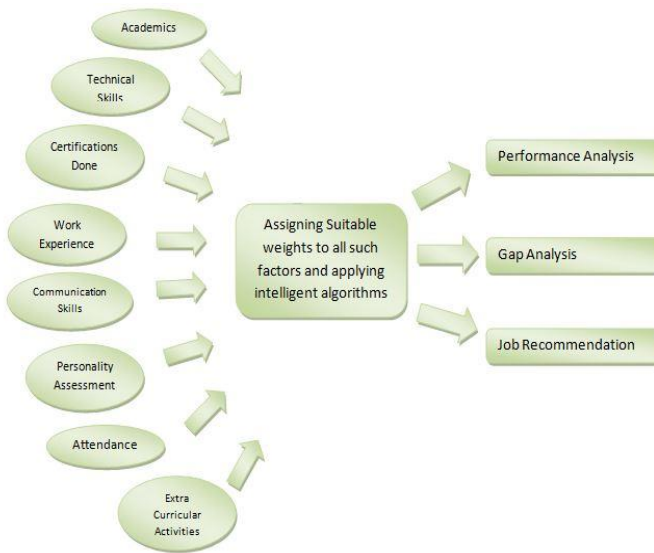 Academics
Technical
Skills
Certifications
Done
Work
Experience
Communication
Skills
Personality
Assessment
Attendance
Extra
Curricular
Activities
Assigning Suitable
weights to all such
factors and applying
intelligent algorithms
Performance Analysis
Gap Analysis
Job Recommendation